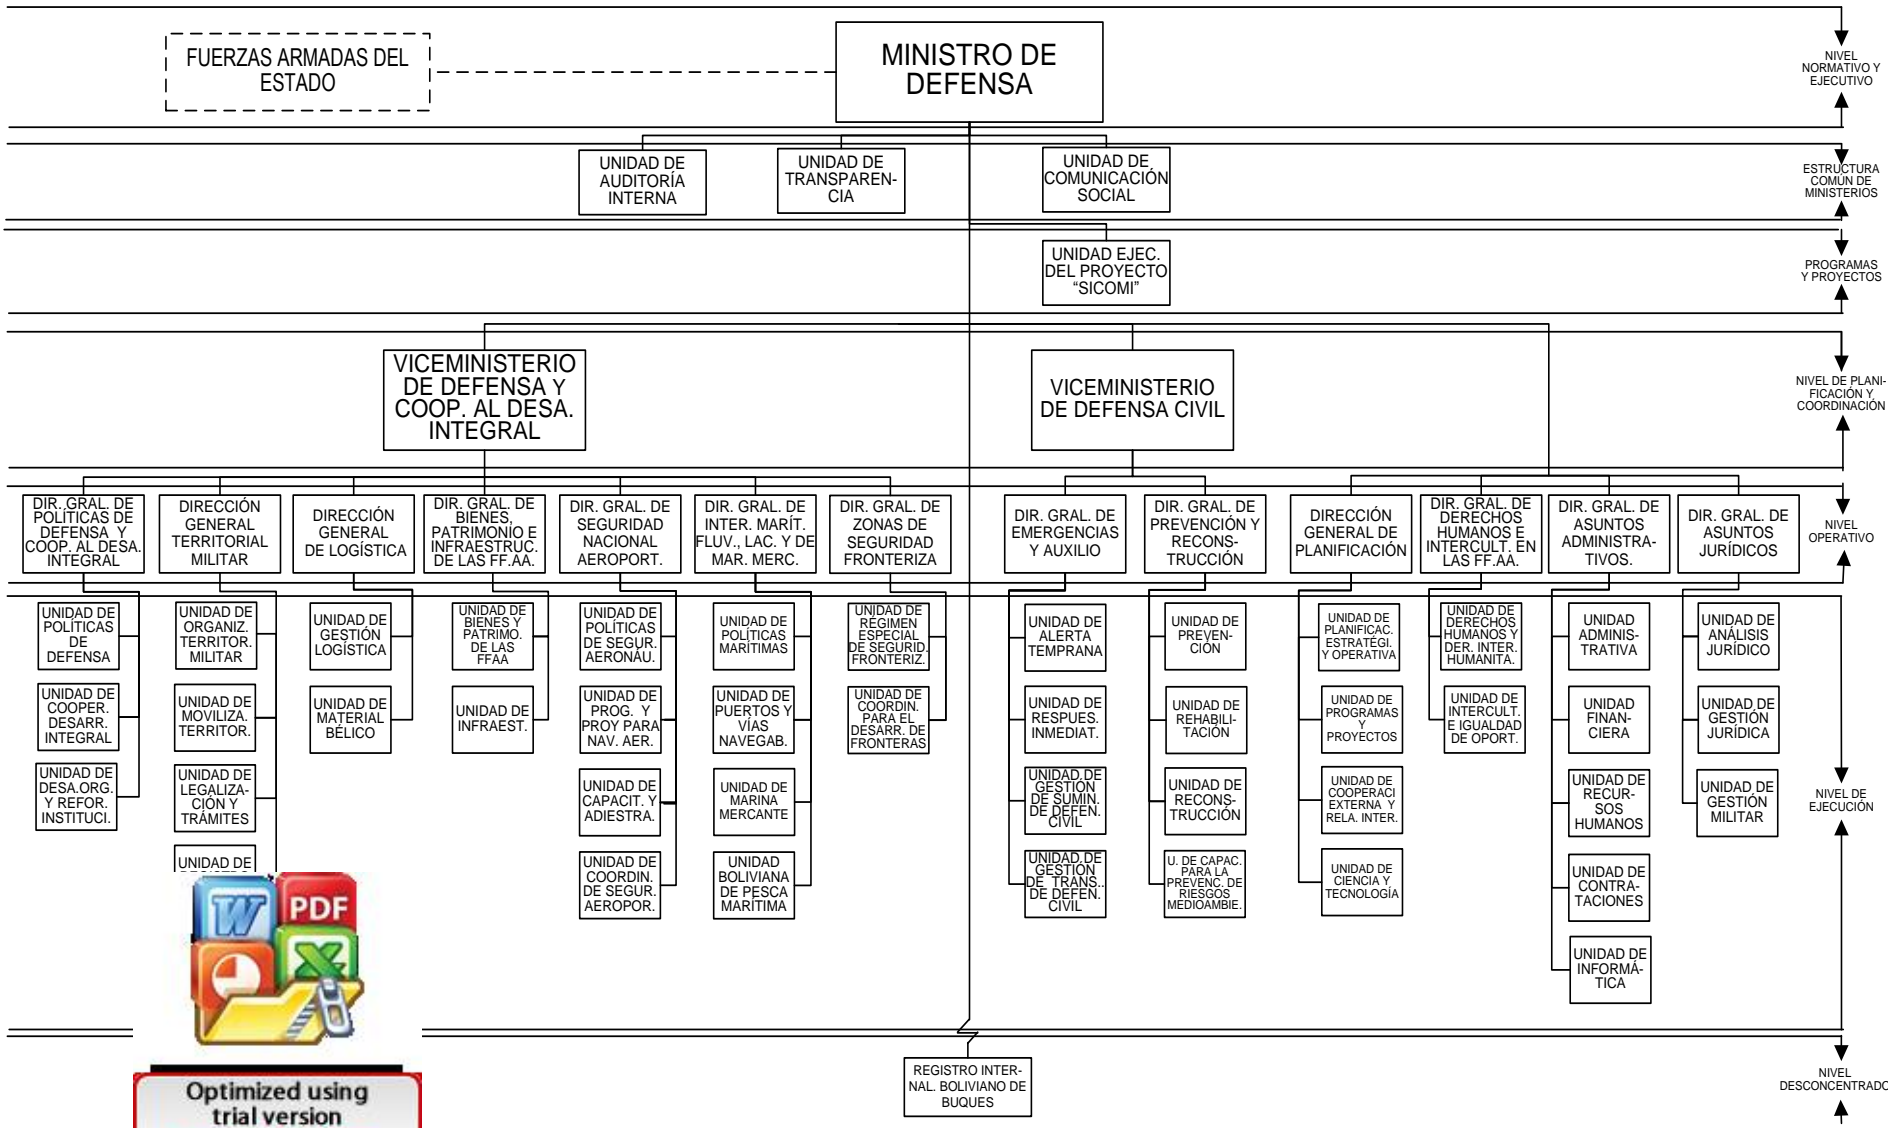 FUERZAS ARMADAS DEL
ESTADO
MINISTRO DE
DEFENSA
NIVEL
NORMATIVO Y
EJECUTIVO
UNIDAD DE
AUDITORÍA
INTERNA
UNIDAD DE
TRANSPAREN-
CIA
UNIDAD DE
COMUNICACIÓN
SOCIAL
ESTRUCTURA
COMÚN DE
MINISTERIOS
UNIDAD EJEC.
DEL PROYECTO
“SICOMI”
PROGRAMAS
Y PROYECTOS
VICEMINISTERIO
DE DEFENSA Y
COOP. AL DESA.
INTEGRAL
VICEMINISTERIO
DE DEFENSA CIVIL
NIVEL DE PLANI-
FICACIÓN Y
COORDINACIÓN
DIR. GRAL. DE
POLÍTICAS DE
DEFENSA Y
COOP. AL DESA.
INTEGRAL
DIRECCIÓN
GENERAL
TERRITORIAL
MILITAR
DIRECCIÓN
GENERAL
DE LOGÍSTICA
DIR. GRAL. DE
BIENES,
PATRIMONIO E
INFRAESTRUC.
DE LAS FF.AA.
DIR. GRAL. DE
SEGURIDAD
NACIONAL
AEROPORT.
DIR. GRAL. DE
INTER. MARÍT.
FLUV., LAC. Y DE
MAR. MERC.
DIR. GRAL. DE
ZONAS DE
SEGURIDAD
FRONTERIZA
DIR. GRAL. DE
EMERGENCIAS
Y AUXILIO
DIR. GRAL. DE
PREVENCIÓN Y
RECONS-
TRUCCIÓN
DIRECCIÓN
GENERAL DE
PLANIFICACIÓN
DIR. GRAL. DE
DERECHOS
HUMANOS E
INTERCULT. EN
LAS FF.AA.
DIR. GRAL. DE
ASUNTOS
ADMINISTRA-
TIVOS.
DIR. GRAL. DE
ASUNTOS
JURÍDICOS
NIVEL
OPERATIVO
UNIDAD DE
POLÍTICAS
DE
DEFENSA
UNIDAD DE
ORGANIZ.
TERRITOR.
MILITAR
UNIDAD DE
GESTIÓN
LOGÍSTICA
UNIDAD DE
BIENES Y
PATRIMO.
DE LAS
FFAA
UNIDAD DE
POLÍTICAS
DE SEGUR.
AERONÁU.
UNIDAD DE
POLÍTICAS
MARÍTIMAS
UNIDAD DE
RÉGIMEN
ESPECIAL
DE SEGURID.
FRONTERIZ.
UNIDAD DE
ALERTA
TEMPRANA
UNIDAD DE
PREVEN-
CIÓN
UNIDAD DE
PLANIFICAC.
ESTRATÉGI.
Y OPERATIVA
UNIDAD DE
DERECHOS
HUMANOS Y
DER. INTER.
HUMANITA.
UNIDAD
ADMINIS-
TRATIVA
UNIDAD DE
ANÁLISIS
JURÍDICO
UNIDAD DE
COOPER.
DESARR.
INTEGRAL
UNIDAD DE
MOVILIZA.
TERRITOR.
UNIDAD DE
MATERIAL
BÉLICO
UNIDAD DE
INFRAEST.
UNIDAD DE
PROG. Y
PROY PARA
NAV. AER.
UNIDAD DE
PUERTOS Y
VÍAS
NAVEGAB.
UNIDAD DE
COORDIN.
PARA EL
DESARR. DE
FRONTERAS
UNIDAD DE
RESPUES.
INMEDIAT.
UNIDAD DE
REHABILI-
TACIÓN
UNIDAD DE
PROGRAMAS
Y
PROYECTOS
UNIDAD DE
INTERCULT.
E IGUALDAD
DE OPORT.
UNIDAD
FINAN-
CIERA
UNIDAD DE
GESTIÓN
JURÍDICA
UNIDAD DE
DESA.ORG.
Y REFOR.
INSTITUCI.
UNIDAD DE
LEGALIZA-
CIÓN Y
TRÁMITES
UNIDAD DE
CAPACIT. Y
ADIESTRA.
UNIDAD DE
MARINA
MERCANTE
UNIDAD DE
GESTIÓN
DE SUMIN.
DE DEFEN.
CIVIL
UNIDAD DE
RECONS-
TRUCCIÓN
UNIDAD DE
COOPERACI
EXTERNA Y
RELA. INTER.
UNIDAD DE
RECUR-
SOS
HUMANOS
UNIDAD DE
GESTIÓN
MILITAR
NIVEL DE
EJECUCIÓN
UNIDAD DE
UNIDAD DE
COORDIN.
DE SEGUR.
AEROPOR.
UNIDAD
BOLIVIANA
DE PESCA
MARÍTIMA
UNIDAD DE
GESTIÓN
DE TRANS..
DE DEFEN.
CIVIL
U. DE CAPAC.
PARA LA
PREVENC. DE
RIESGOS
MEDIOAMBIE.
UNIDAD DE
CIENCIA Y
TECNOLOGÍA
UNIDAD DE
CONTRA-
TACIONES
UNIDAD DE
INFORMÁ-
TICA
W PDF
REGISTRO INTER-
NAL. BOLIVIANO DE
BUQUES
NIVEL
DESCONCENTRADO
Optimized using
trial version